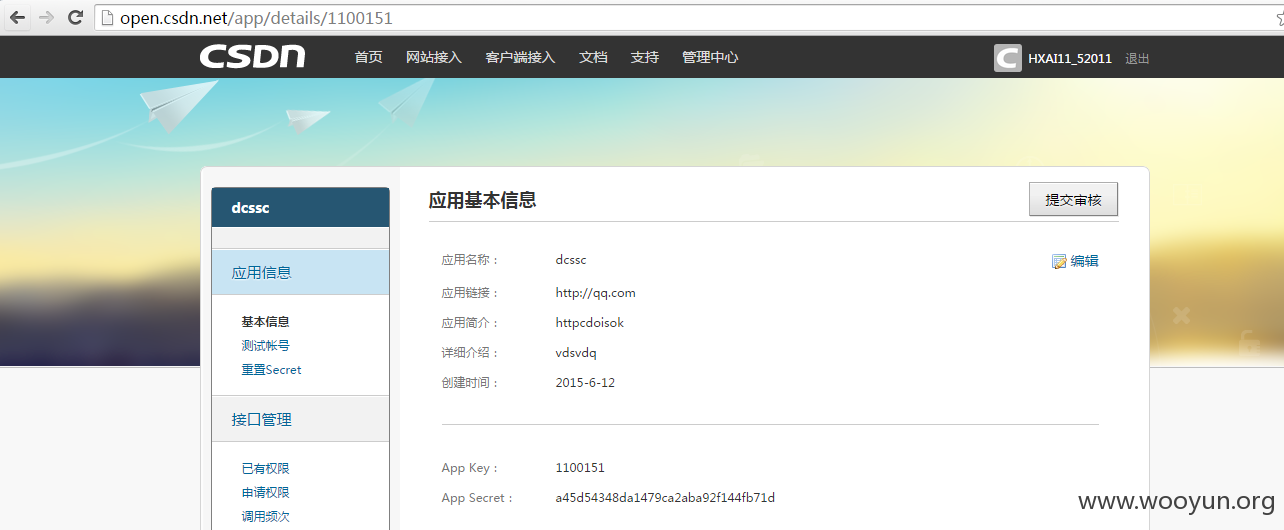 open.csdn.net/app/details/1100151
CSDN 首页 网站接入 客户端接入 文档 支持 管理中心 HXAI11_52011 退出
dcssc
应用信息
基本信息
测试帐号
重置Secret
接口管理
已有权限
申请权限
调用频次
应用基本信息 提交审核
应用名称： dcssc 编辑
应用链接： http://qq.com
应用简介： httpcdoisok
详细介绍： vdsvdq
创建时间： 2015-6-12
App Key： 1100151
App Secret： a45d54348da1479ca2aba92f144fb71d
www.wooyun.org